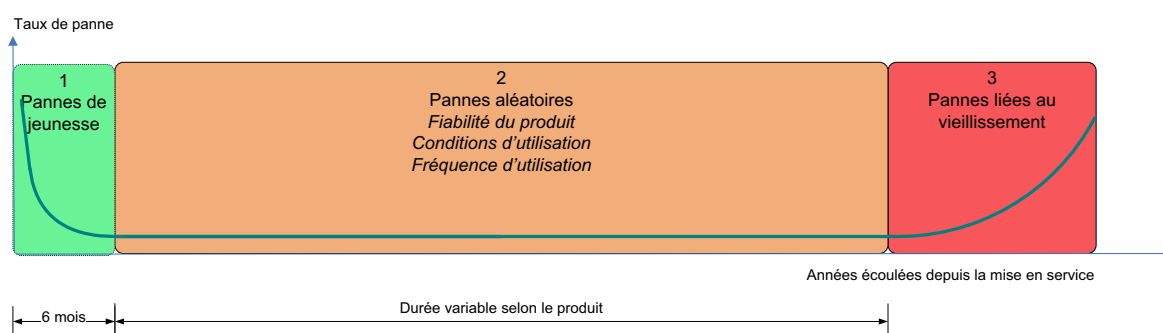 Taux de panne
1
Pannes de
jeunesse
2
Pannes aléatoires
Fiabilité du produit
Conditions d’utilisation
Fréquence d’utilisation
3
Pannes liées au
vieillissement
Années écoulées depuis la mise en service
6 mois
Durée variable selon le produit